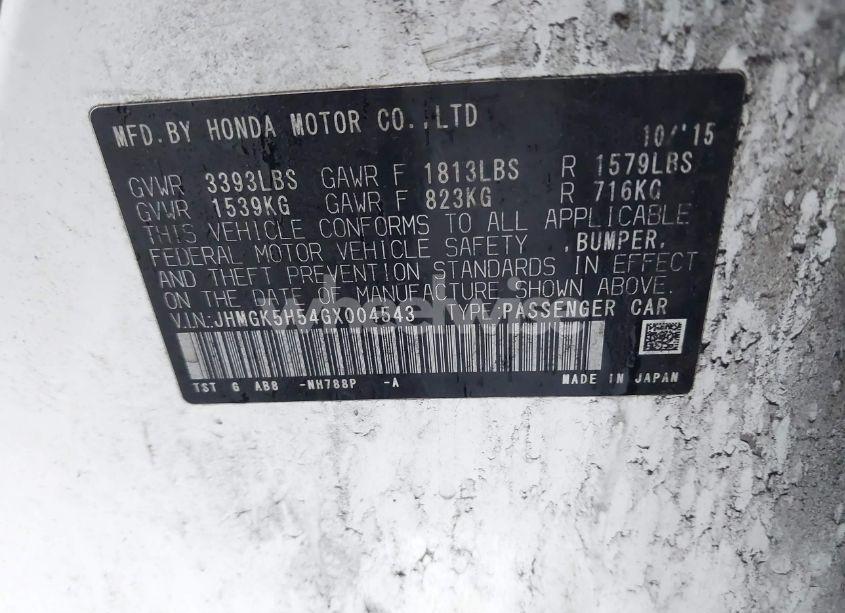 MFD.BY HONDA MOTOR CO.,LTD 10/'15
GVWR 3393LBS GAWR F 1813LBS R 1579LBS
GVWR 1539KG GAWR F 823KG R 716KG
THIS VEHICLE CONFORMS TO ALL APPLICABLE
FEDERAL MOTOR VEHICLE SAFETY ,BUMPER,
AND THEFT PREVENTION STANDARDS IN EFFECT
ON THE DATE OF MANUFACTURE SHOWN ABOVE.
V.I.N:JHMGK5H54GX004543 TYPE:PASSENGER CAR
TST G AB8 -NH788P -A MADE IN JAPAN